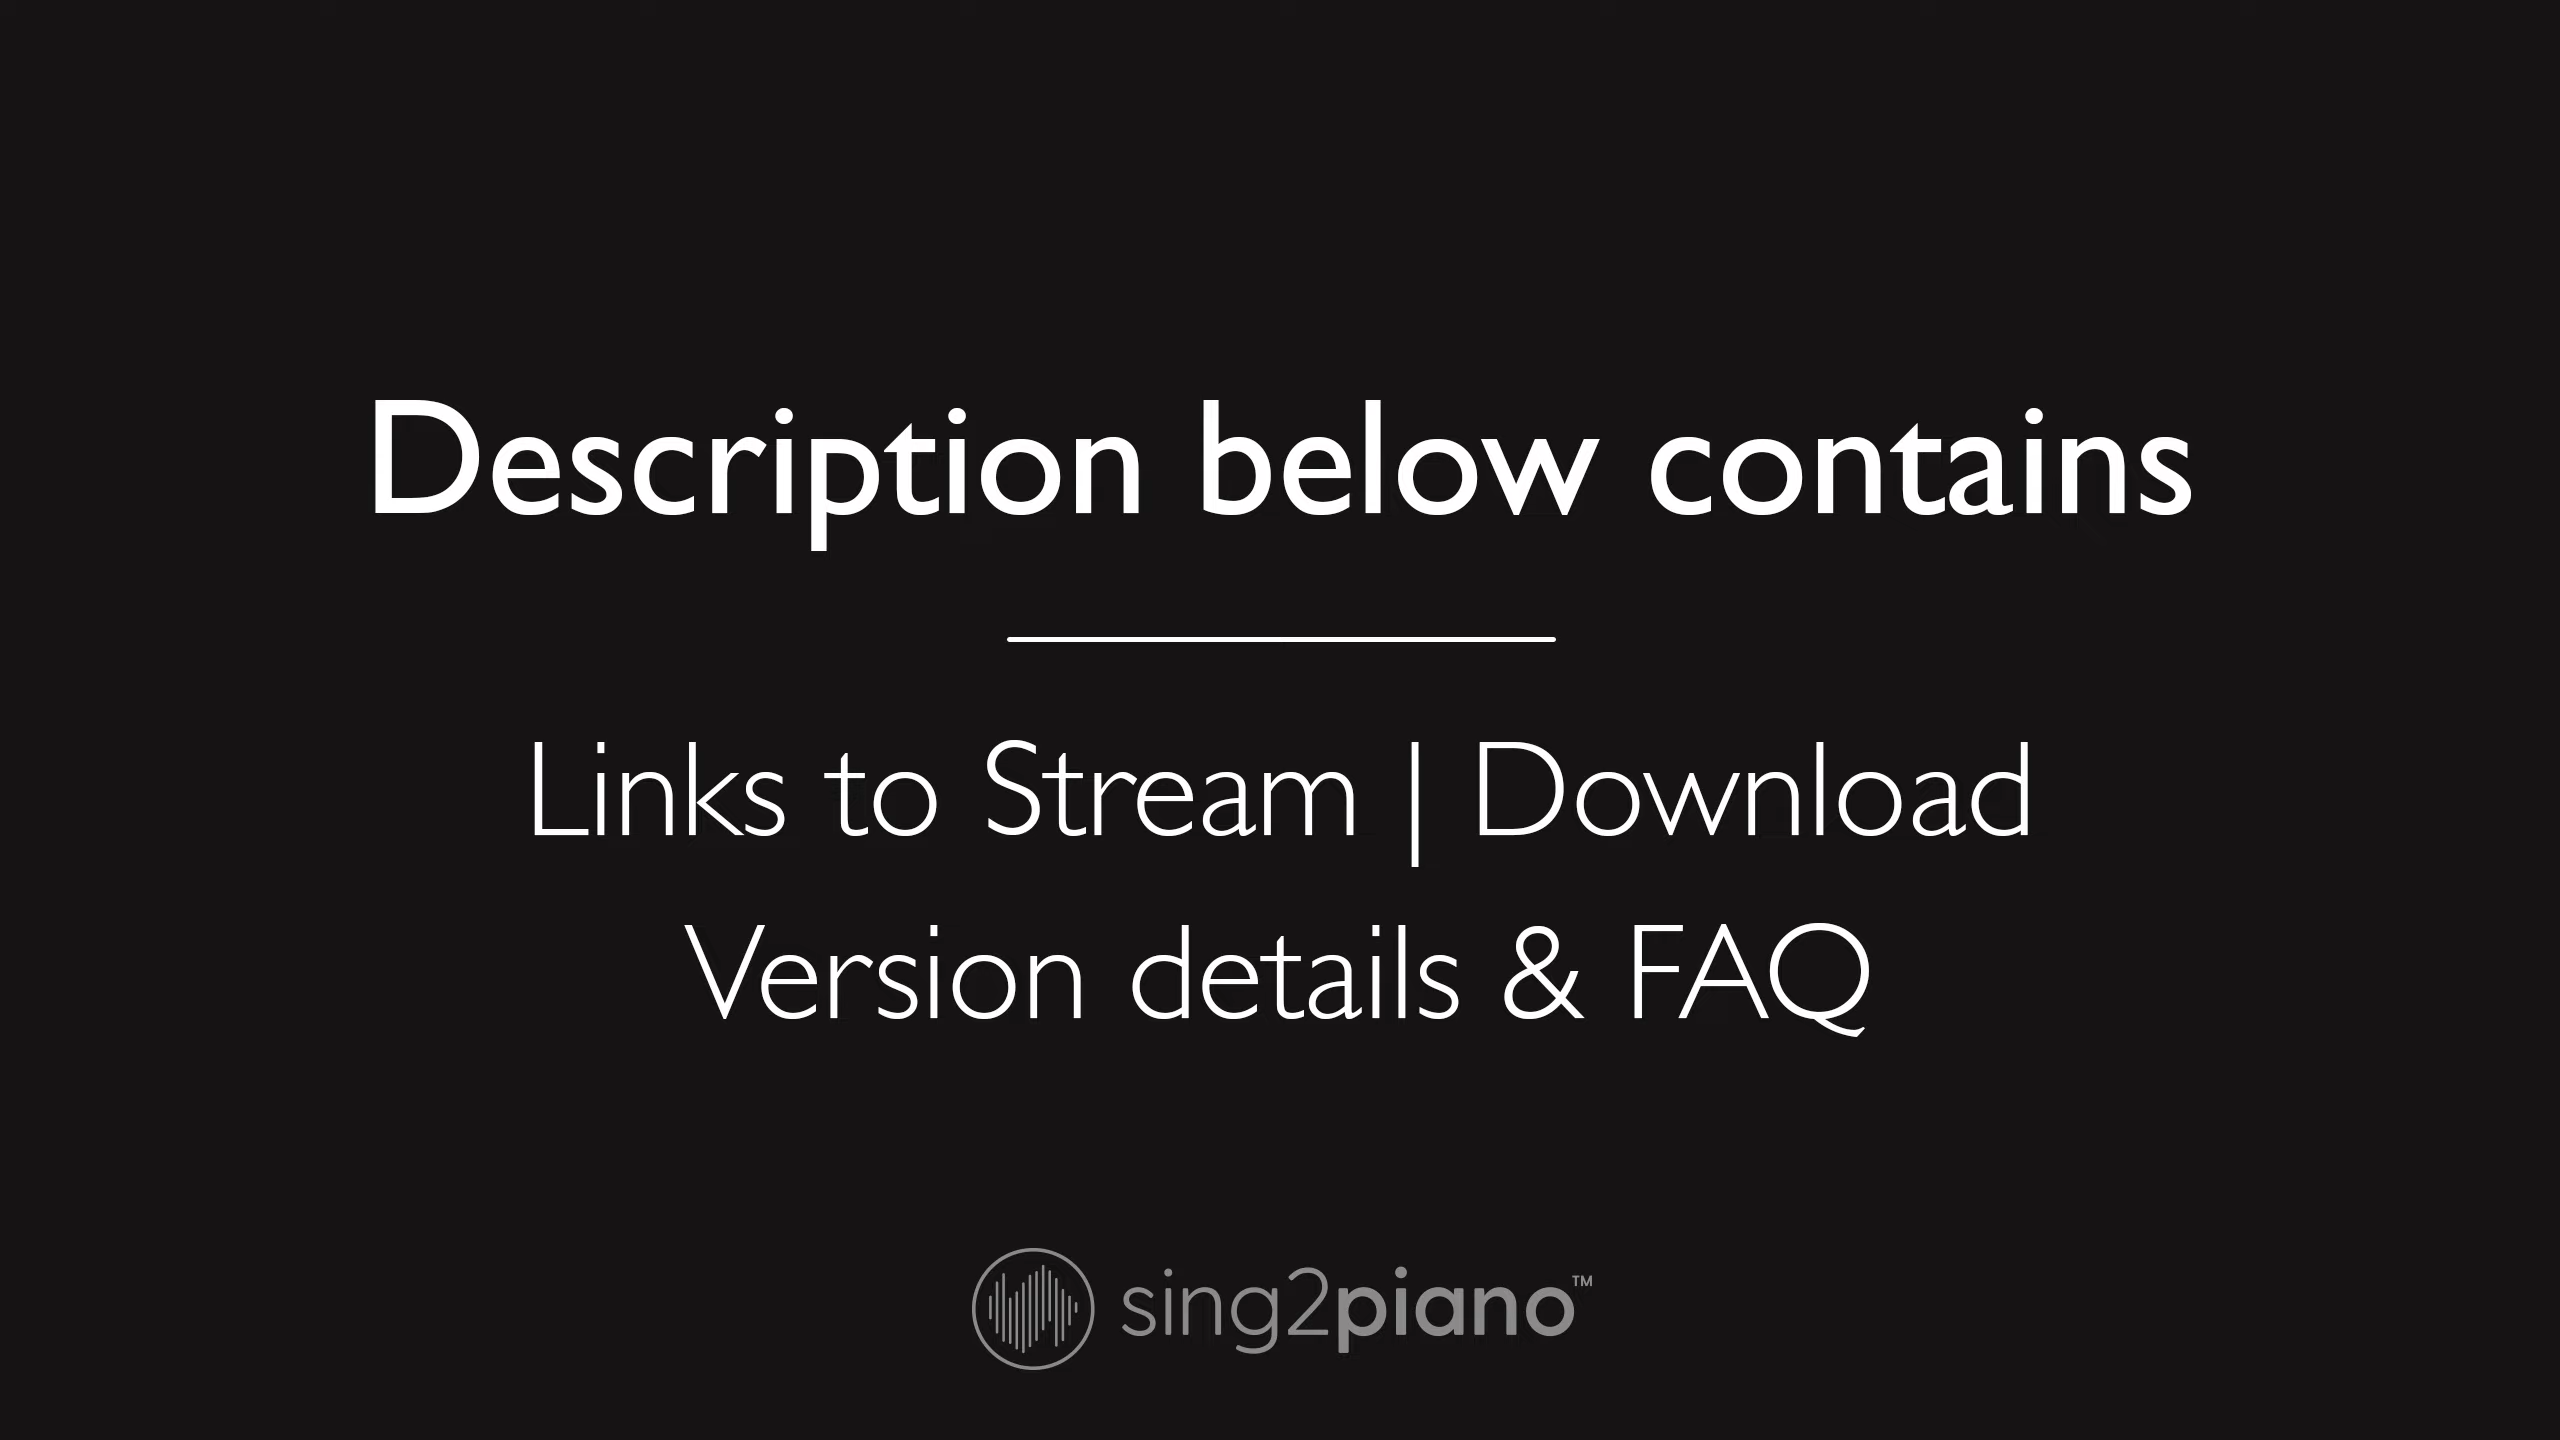 Description below contains
Links to Stream | Download
Version details & FAQ
sing2piano™